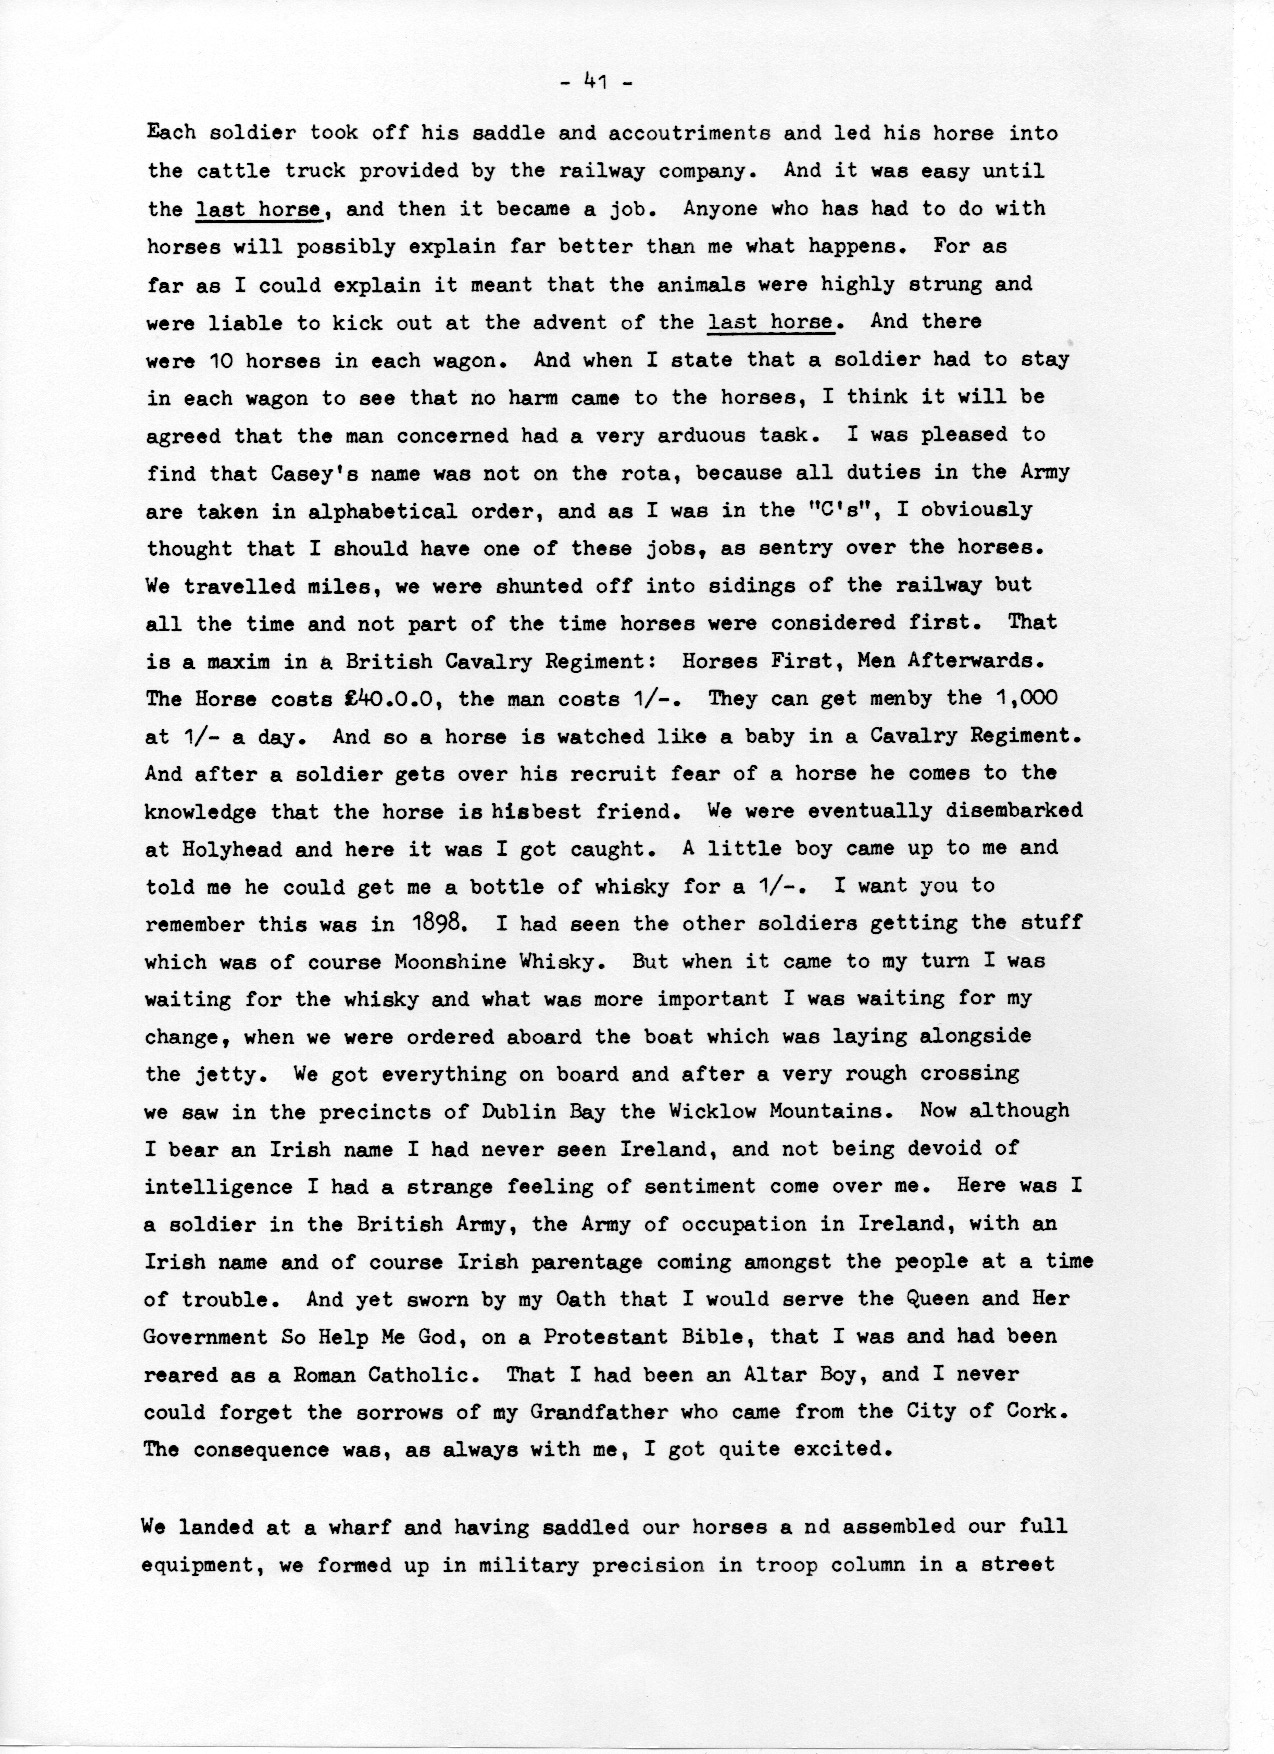 - 41 -
Each soldier took off his saddle and accoutriments and led his horse into
the cattle truck provided by the railway company. And it was easy until
the last horse, and then it became a job. Anyone who has had to do with
horses will possibly explain far better than me what happens. For as
far as I could explain it meant that the animals were highly strung and
were liable to kick out at the advent of the last horse. And there
were 10 horses in each wagon. And when I state that a soldier had to stay
in each wagon to see that no harm came to the horses, I think it will be
agreed that the man concerned had a very arduous task. I was pleased to
find that Casey's name was not on the rota, because all duties in the Army
are taken in alphabetical order, and as I was in the "C's", I obviously
thought that I should have one of these jobs, as sentry over the horses.
We travelled miles, we were shunted off into sidings of the railway but
all the time and not part of the time horses were considered first. That
is a maxim in a British Cavalry Regiment: Horses First, Men Afterwards.
The Horse costs £40.0.0, the man costs 1/-. They can get menby the 1,000
at 1/- a day. And so a horse is watched like a baby in a Cavalry Regiment.
And after a soldier gets over his recruit fear of a horse he comes to the
knowledge that the horse is hisbest friend. We were eventually disembarked
at Holyhead and here it was I got caught. A little boy came up to me and
told me he could get me a bottle of whisky for a 1/-. I want you to
remember this was in 1898. I had seen the other soldiers getting the stuff
which was of course Moonshine Whisky. But when it came to my turn I was
waiting for the whisky and what was more important I was waiting for my
change, when we were ordered aboard the boat which was laying alongside
the jetty. We got everything on board and after a very rough crossing
we saw in the precincts of Dublin Bay the Wicklow Mountains. Now although
I bear an Irish name I had never seen Ireland, and not being devoid of
intelligence I had a strange feeling of sentiment come over me. Here was I
a soldier in the British Army, the Army of occupation in Ireland, with an
Irish name and of course Irish parentage coming amongst the people at a time
of trouble. And yet sworn by my Oath that I would serve the Queen and Her
Government So Help Me God, on a Protestant Bible, that I was and had been
reared as a Roman Catholic. That I had been an Altar Boy, and I never
could forget the sorrows of my Grandfather who came from the City of Cork.
The consequence was, as always with me, I got quite excited.
We landed at a wharf and having saddled our horses a nd assembled our full
equipment, we formed up in military precision in troop column in a street